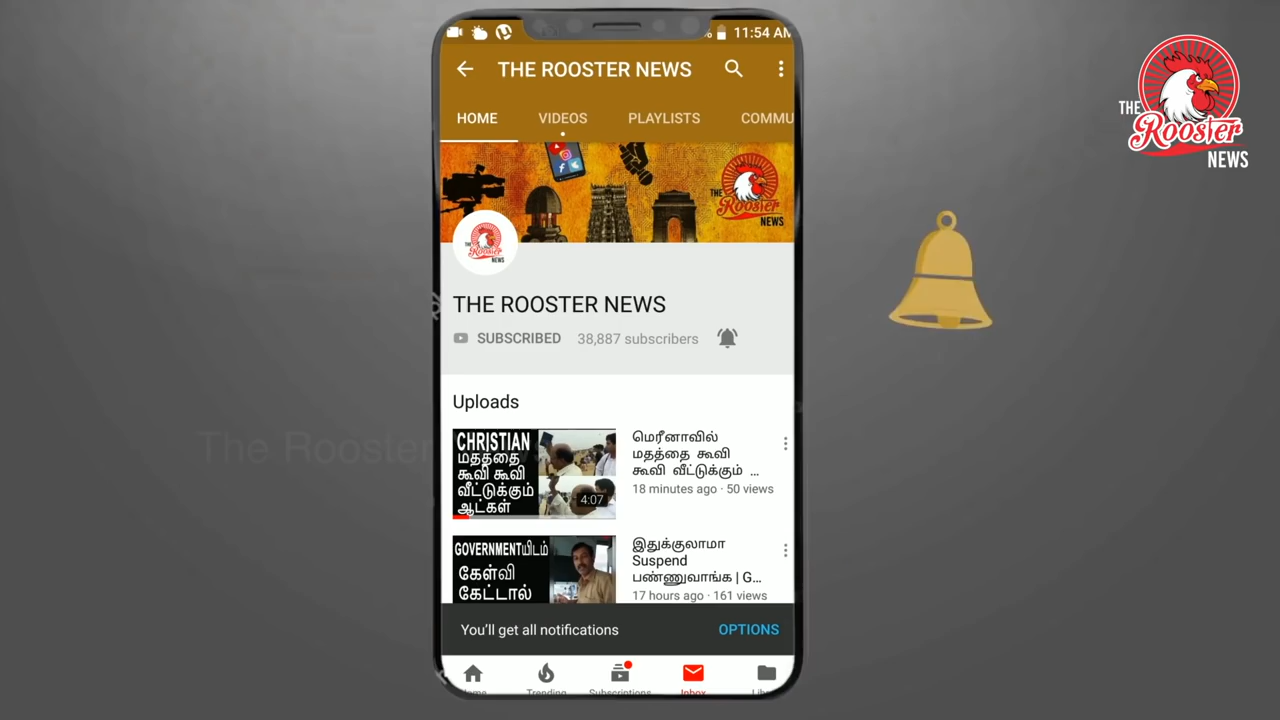 11:54 AM
THE ROOSTER NEWS
HOME VIDEOS PLAYLISTS COMMU
THE
Rooster
NEWS
THE
Rooster
NEWS
THE ROOSTER NEWS
SUBSCRIBED 38,887 subscribers
The Rooster
Uploads
CHRISTIAN
மதத்தை
கூவி கூவி
வீட்டுக்கும்
ஆட்கள்
4:07
மெரீனாவில்
மதத்தை கூவி
கூவி வீட்டுக்கும் ...
18 minutes ago · 50 views
GOVERNMENTயிடம்
கேள்வி
கேட்டால்
இதுக்குலாமா
Suspend
பண்ணுவாங்க | G...
17 hours ago · 161 views
You'll get all notifications OPTIONS
Trending Subscriptions Inbox